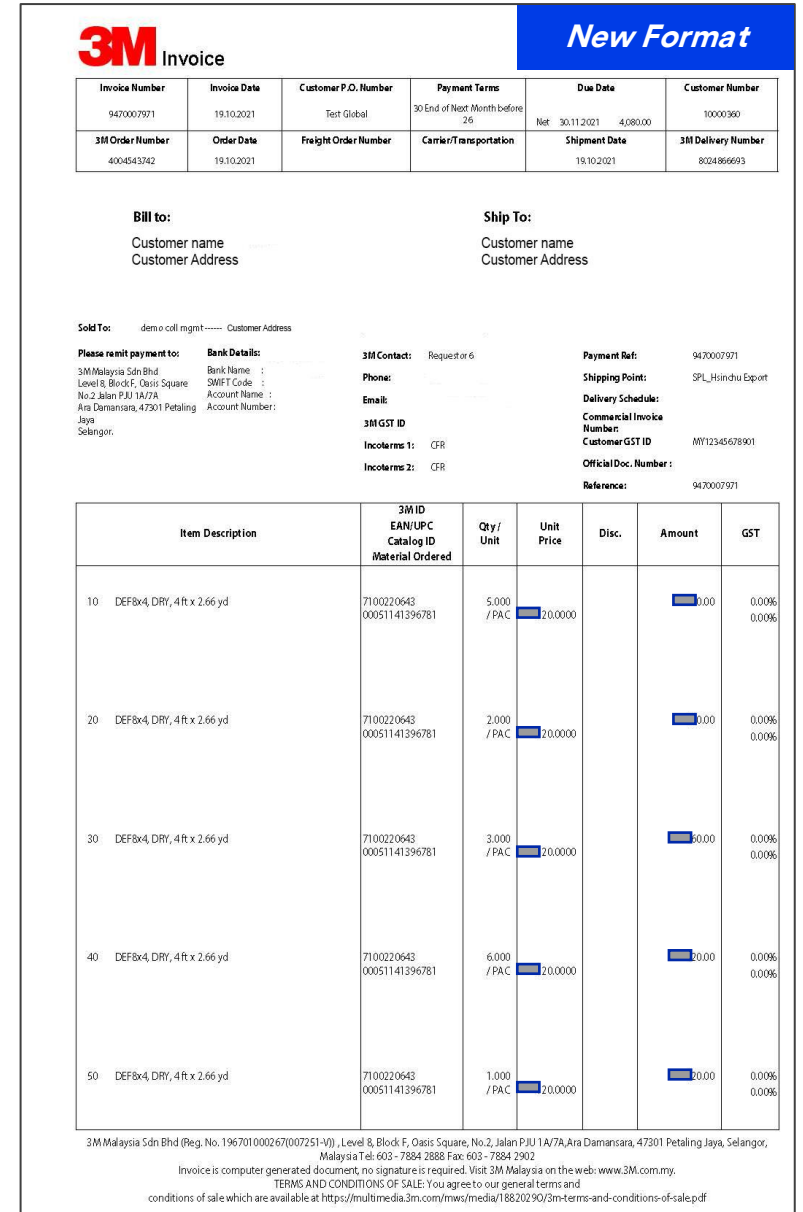 New Format
3M Invoice
Invoice Number Invoice Date Customer P.O. Number Payment Terms Due Date Customer Number
9470007971 19.10.2021 Test Global 30 End of Next Month before 26 Net 30.11.2021 4,080.00 10000360
3M Order Number Order Date Freight Order Number Carrier/Transportation Shipment Date 3M Delivery Number
4004543742 19.10.2021 19.10.2021 8024866693
Bill to: Ship To:
Customer name Customer name
Customer Address Customer Address
Sold To: demo coll mgmt ------ Customer Address
Please remit payment to:
3M Malaysia Sdn Bhd
Level 8, Block F, Oasis Square
No.2 Jalan PJU 1A/7A
Ara Damansara, 47301 Petaling
Jaya
Selangor.
Bank Details:
Bank Name :
SWIFT Code :
Account Name :
Account Number:
3M Contact: Requestor 6
Phone:
Email:
3M GST ID
Incoterms 1: CFR
Incoterms 2: CFR
Payment Ref: 9470007971
Shipping Point: SPL_Hsinchu Export
Delivery Schedule:
Commercial Invoice
Number:
Customer GST ID MY12345678901
Official Doc. Number :
Reference: 9470007971
Item Description 3M ID EAN/UPC Catalog ID Material Ordered Qty / Unit Unit Price Disc. Amount GST
10 DEF8x4, DRY, 4 ft x 2.66 yd 7100220643 5.000 0.00 0.00%
00051141396781 / PAC 20.0000 0.00%
20 DEF8x4, DRY, 4 ft x 2.66 yd 7100220643 2.000 0.00 0.00%
00051141396781 / PAC 20.0000 0.00%
30 DEF8x4, DRY, 4 ft x 2.66 yd 7100220643 3.000 60.00 0.00%
00051141396781 / PAC 20.0000 0.00%
40 DEF8x4, DRY, 4 ft x 2.66 yd 7100220643 6.000 20.00 0.00%
00051141396781 / PAC 20.0000 0.00%
50 DEF8x4, DRY, 4 ft x 2.66 yd 7100220643 1.000 20.00 0.00%
00051141396781 / PAC 20.0000 0.00%
3M Malaysia Sdn Bhd (Reg. No. 196701000267(007251-V)) , Level 8, Block F, Oasis Square, No.2, Jalan PJU 1A/7A,Ara Damansara, 47301 Petaling Jaya, Selangor,
Malaysia Tel: 603 - 7884 2888 Fax: 603 - 7884 2902
Invoice is computer generated document, no signature is required. Visit 3M Malaysia on the web: www.3M.com.my.
TERMS AND CONDITIONS OF SALE: You agree to our general terms and
conditions of sale which are available at https://multimedia.3m.com/mws/media/1882029O/3m-terms-and-conditions-of-sale.pdf